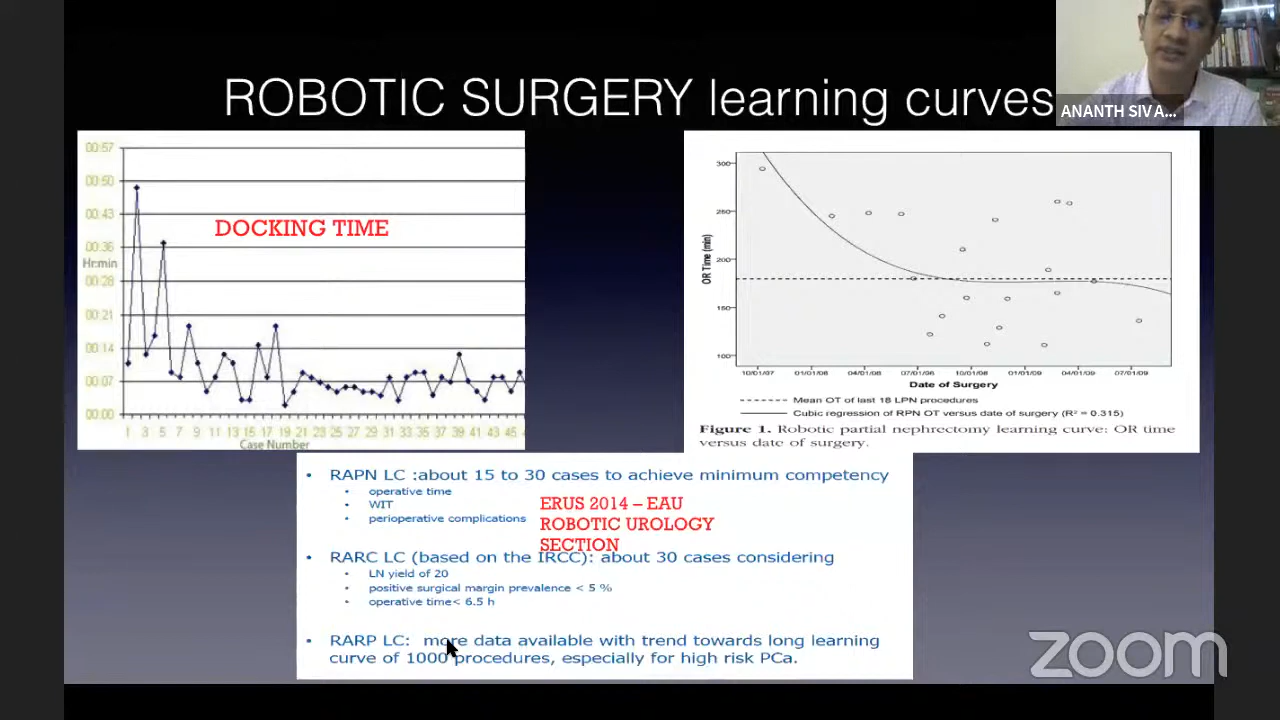 ROBOTIC SURGERY learning curves
ANANTH SIV A...
00:57
00:50
00:43
00:36
Hr:min
00:28
00:21
00:14
00:07
00:00
DOCKING TIME
1 3 5 7 9 11 13 15 17 19 21 23 25 27 29 31 33 35 37 39 41 43 45 4
Case Number
300
250
200
150
100
OR Time (min)
10/01/07 01/01/08 04/01/08 07/01/08 10/01/08 01/01/09 04/01/09 07/01/09
Date of Surgery
Mean OT of last 18 LPN procedures
Cubic regression of RPN OT versus date of surgery (R² = 0.315)
Figure 1. Robotic partial nephrectomy learning curve: OR time
versus date of surgery.
• RAPN LC :about 15 to 30 cases to achieve minimum competency
• operative time
• WIT
• perioperative complications
ERUS 2014 – EAU
ROBOTIC UROLOGY
SECTION
• RARC LC (based on the IRCC): about 30 cases considering
• LN yield of 20
• positive surgical margin prevalence < 5 %
• operative time< 6.5 h
• RARP LC: more data available with trend towards long learning
curve of 1000 procedures, especially for high risk PCa.
zoom